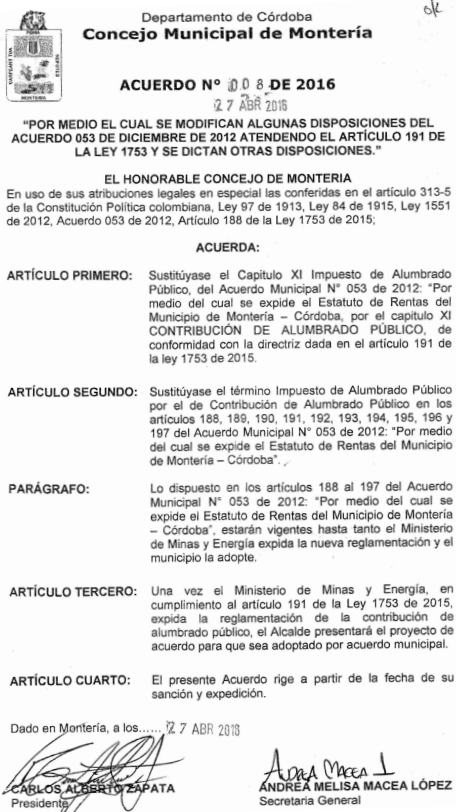 ok
Departamento de Córdoba
Concejo Municipal de Montería
MONTERIA
ACUERDO Nº 008 DE 2016
27 ABR 2016
“POR MEDIO EL CUAL SE MODIFICAN ALGUNAS DISPOSICIONES DEL
ACUERDO 053 DE DICIEMBRE DE 2012 ATENDENDO EL ARTÍCULO 191 DE
LA LEY 1753 Y SE DICTAN OTRAS DISPOSICIONES.”
EL HONORABLE CONCEJO DE MONTERIA
En uso de sus atribuciones legales en especial las conferidas en el artículo 313-5
de la Constitución Política colombiana, Ley 97 de 1913, Ley 84 de 1915, Ley 1551
de 2012, Acuerdo 053 de 2012, Artículo 188 de la Ley 1753 de 2015;
ACUERDA:
ARTÍCULO PRIMERO: Sustitúyase el Capitulo XI Impuesto de Alumbrado
Público, del Acuerdo Municipal N° 053 de 2012: “Por
medio del cual se expide el Estatuto de Rentas del
Municipio de Montería – Córdoba, por el capítulo XI
CONTRIBUCIÓN DE ALUMBRADO PÚBLICO, de
conformidad con la directriz dada en el artículo 191 de
la ley 1753 de 2015.
ARTÍCULO SEGUNDO: Sustitúyase el término Impuesto de Alumbrado Público
por el de Contribución de Alumbrado Público en los
artículos 188, 189, 190, 191, 192, 193, 194, 195, 196 y
197 del Acuerdo Municipal N° 053 de 2012: “Por medio
del cual se expide el Estatuto de Rentas del Municipio
de Montería – Córdoba”.
PARÁGRAFO: Lo dispuesto en los artículos 188 al 197 del Acuerdo
Municipal N° 053 de 2012: “Por medio del cual se
expide el Estatuto de Rentas del Municipio de Montería
– Córdoba”, estarán vigentes hasta tanto el Ministerio
de Minas y Energía expida la nueva reglamentación y el
municipio la adopte.
ARTÍCULO TERCERO: Una vez el Ministerio de Minas y Energía, en
cumplimiento al artículo 191 de la Ley 1753 de 2015,
expida la reglamentación de la contribución de
alumbrado público, el Alcalde presentará el proyecto de
acuerdo para que sea adoptado por acuerdo municipal.
ARTÍCULO CUARTO: El presente Acuerdo rige a partir de la fecha de su
sanción y expedición.
Dado en Montería, a los...... 27 ABR 2016
Andrea Macea L
CARLOS ALBERTO ZAPATA ANDREA MELISA MACEA LÓPEZ
Presidente Secretaria General